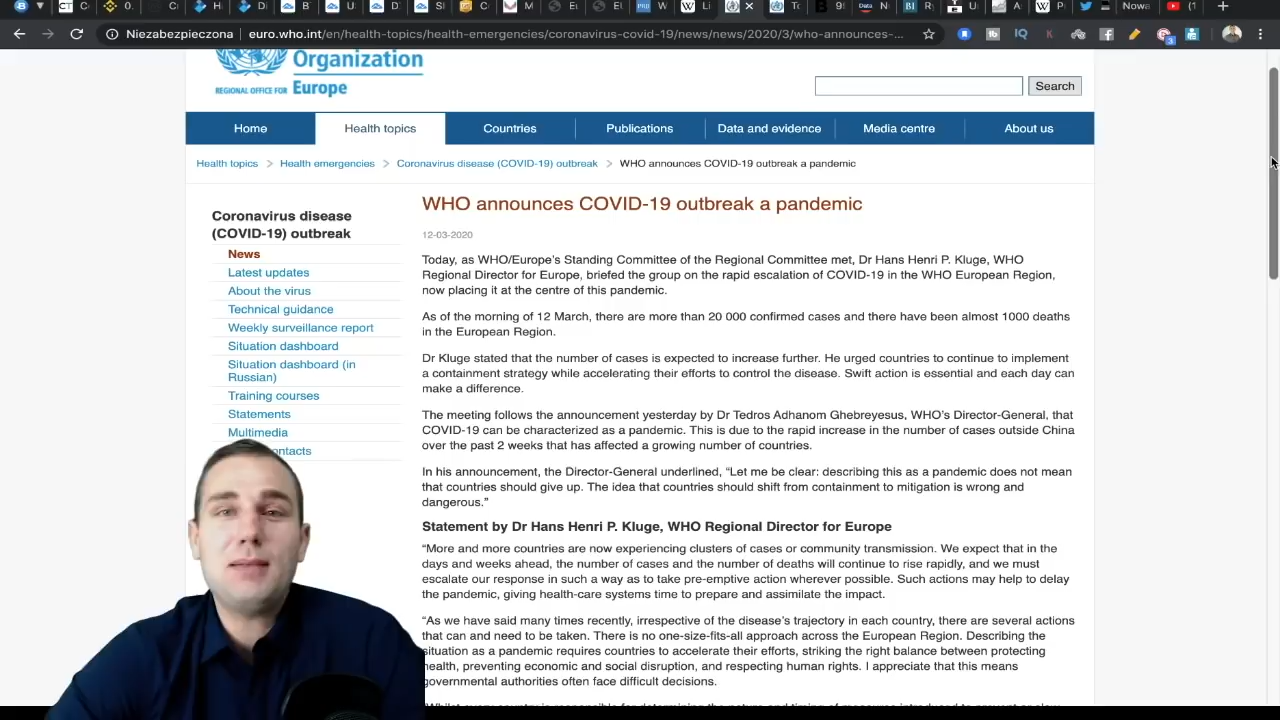 Niezabezpieczona
euro.who.int/en/health-topics/health-emergencies/coronavirus-covid-19/news/news/2020/3/who-announces-...
Organization
REGIONAL OFFICE FOR Europe
Search
Home
Health topics
Countries
Publications
Data and evidence
Media centre
About us
Health topics > Health emergencies > Coronavirus disease (COVID-19) outbreak > WHO announces COVID-19 outbreak a pandemic
Coronavirus disease
(COVID-19) outbreak
News
Latest updates
About the virus
Technical guidance
Weekly surveillance report
Situation dashboard
Situation dashboard (in
Russian)
Training courses
Statements
Multimedia
ontacts
WHO announces COVID-19 outbreak a pandemic
12-03-2020
Today, as WHO/Europe's Standing Committee of the Regional Committee met, Dr Hans Henri P. Kluge, WHO
Regional Director for Europe, briefed the group on the rapid escalation of COVID-19 in the WHO European Region,
now placing it at the centre of this pandemic.
As of the morning of 12 March, there are more than 20 000 confirmed cases and there have been almost 1000 deaths
in the European Region.
Dr Kluge stated that the number of cases is expected to increase further. He urged countries to continue to implement
a containment strategy while accelerating their efforts to control the disease. Swift action is essential and each day can
make a difference.
The meeting follows the announcement yesterday by Dr Tedros Adhanom Ghebreyesus, WHO's Director-General, that
COVID-19 can be characterized as a pandemic. This is due to the rapid increase in the number of cases outside China
over the past 2 weeks that has affected a growing number of countries.
In his announcement, the Director-General underlined, "Let me be clear: describing this as a pandemic does not mean
that countries should give up. The idea that countries should shift from containment to mitigation is wrong and
dangerous."
Statement by Dr Hans Henri P. Kluge, WHO Regional Director for Europe
"More and more countries are now experiencing clusters of cases or community transmission. We expect that in the
days and weeks ahead, the number of cases and the number of deaths will continue to rise rapidly, and we must
escalate our response in such a way as to take pre-emptive action wherever possible. Such actions may help to delay
the pandemic, giving health-care systems time to prepare and assimilate the impact.
"As we have said many times recently, irrespective of the disease's trajectory in each country, there are several actions
that can and need to be taken. There is no one-size-fits-all approach across the European Region. Describing the
situation as a pandemic requires countries to accelerate their efforts, striking the right balance between protecting
health, preventing economic and social disruption, and respecting human rights. I appreciate that this means
governmental authorities often face difficult decisions.